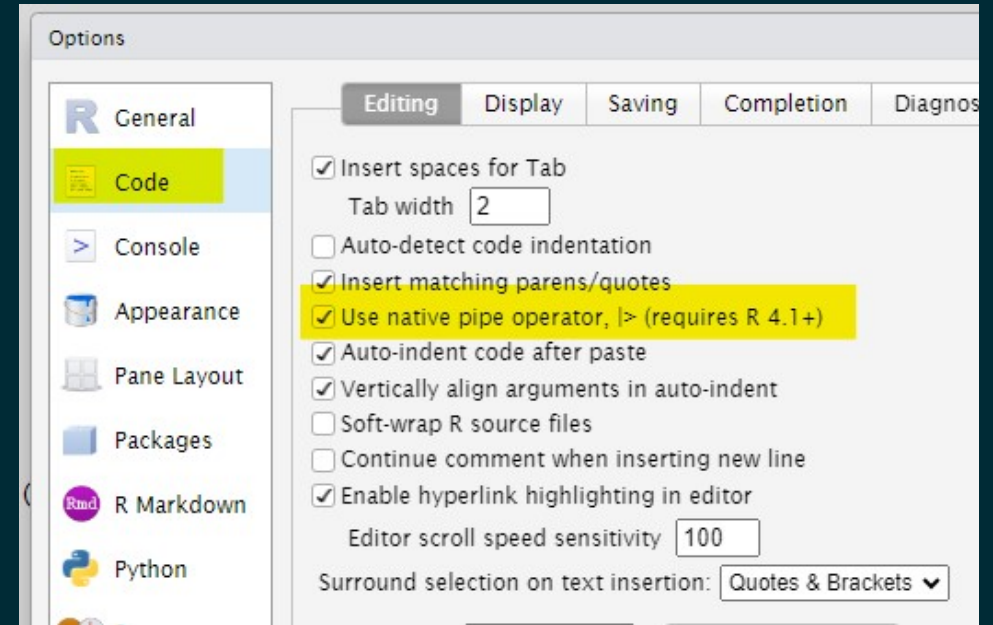 Options
General
Code
Console
Appearance
Pane Layout
Packages
Rmd R Markdown
Python
Editing Display Saving Completion Diagnos
Insert spaces for Tab
Tab width 2
Auto-detect code indentation
Insert matching parens/quotes
Use native pipe operator, |> (requires R 4.1+)
Auto-indent code after paste
Vertically align arguments in auto-indent
Soft-wrap R source files
Continue comment when inserting new line
Enable hyperlink highlighting in editor
Editor scroll speed sensitivity 100
Surround selection on text insertion: Quotes & Brackets